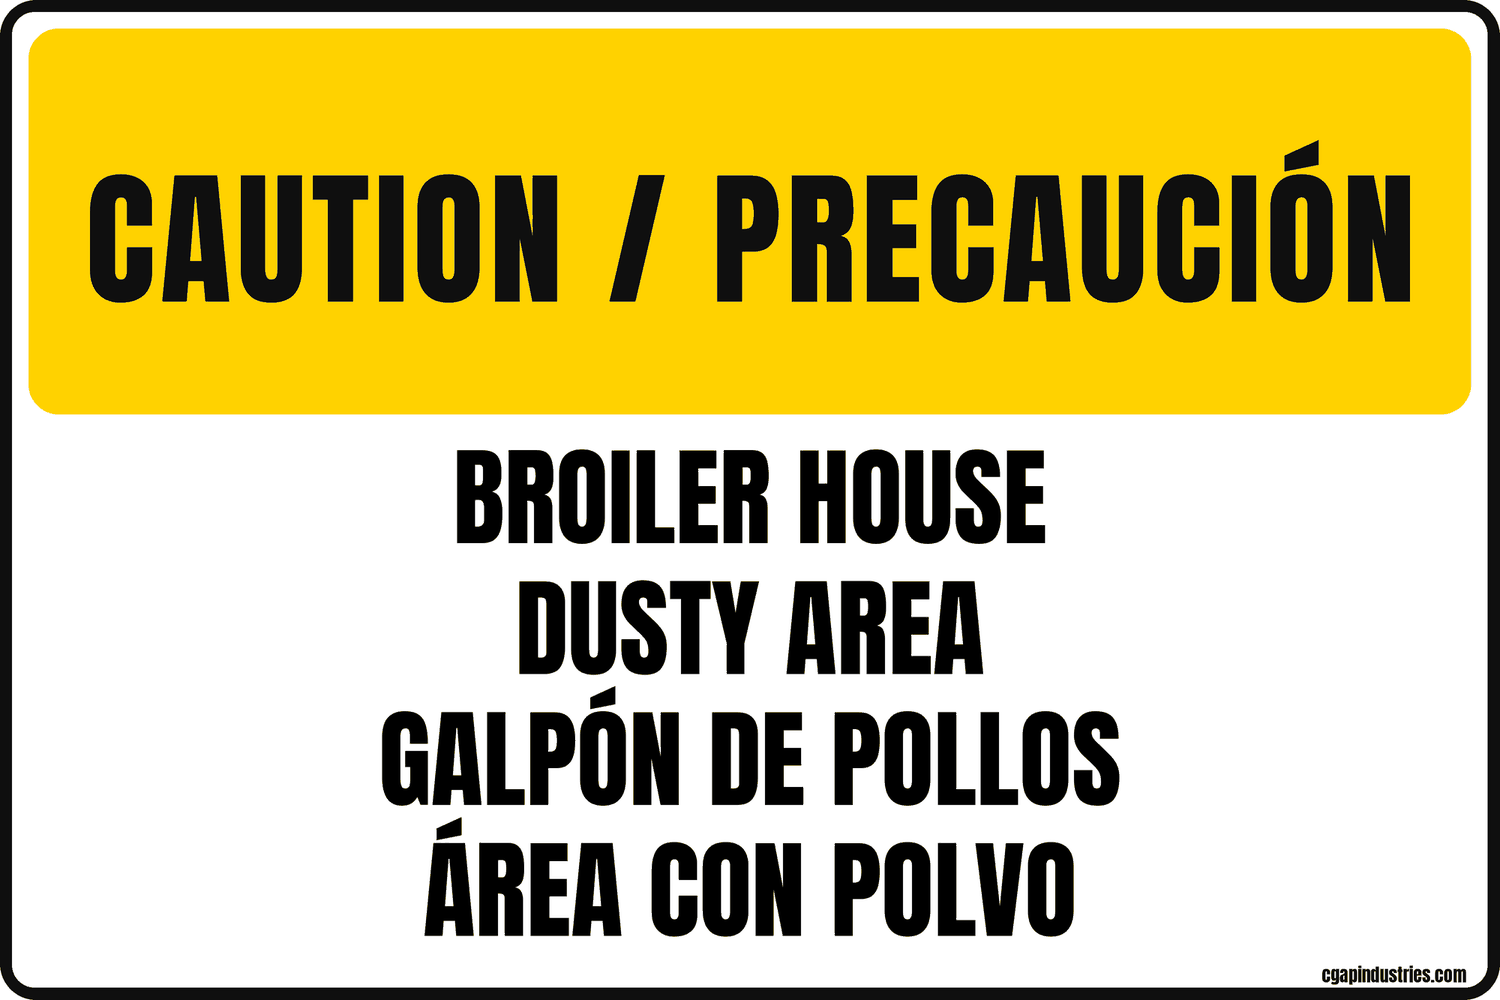 CAUTION / PRECAUCIÓN
BROILER HOUSE
DUSTY AREA
GALPÓN DE POLLOS
ÁREA CON POLVO
cgapindustries.com